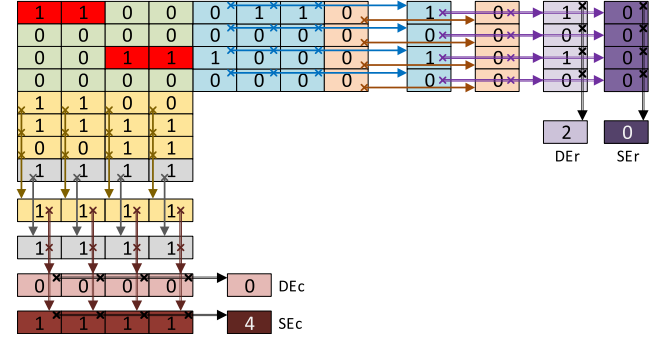 1 1 0 0 0 1 1 0 1 0 1 0
0 0 0 0 0 0 0 0 0 0 0 0
0 0 1 1 1 0 0 0 1 0 1 0
0 0 0 0 0 0 0 0 0 0 0 0
1 1 0 0
1 1 1 1 2 0
0 0 1 1 DEr SEr
1 1 1 1
1 1 1 1
1 1 1 1
0 0 0 0 0 DEc
1 1 1 1 4 SEc